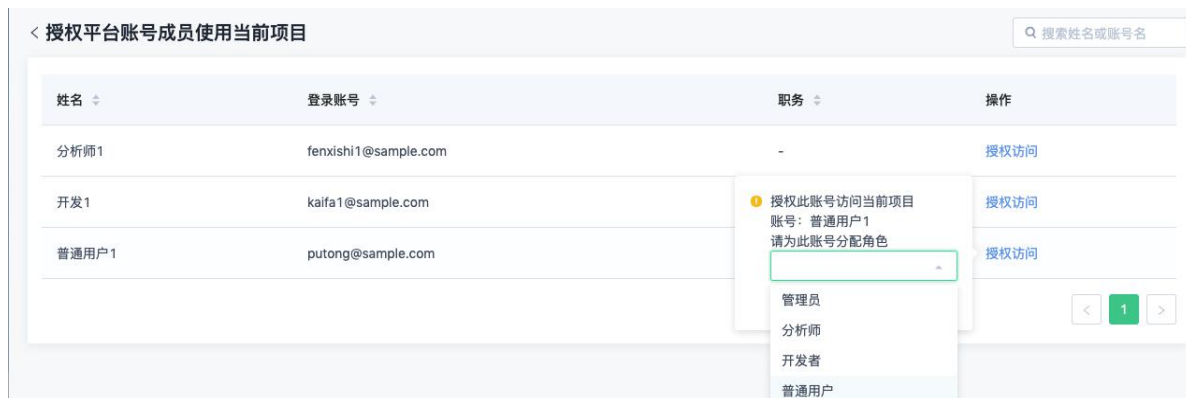 授权平台账号成员使用当前项目
搜索姓名或账号名
姓名 登录账号 职务 操作
分析师1 fenxishi1@sample.com - 授权访问
开发1 kaifa1@sample.com 授权访问
普通用户1 putong@sample.com 授权访问
授权此账号访问当前项目
账号：普通用户1
请为此账号分配角色
管理员
分析师
开发者
普通用户
1